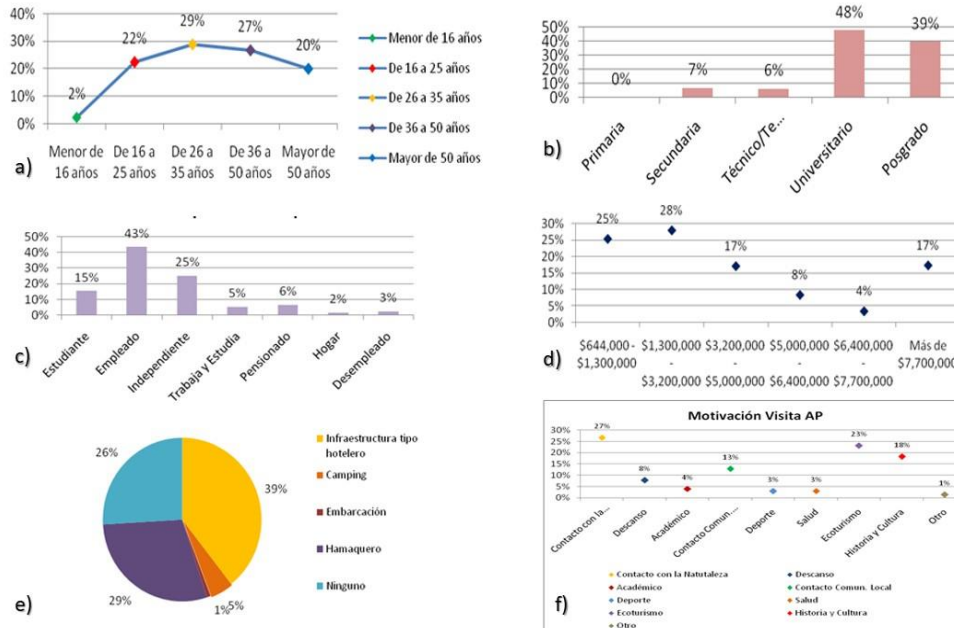 40%
30%
20%
10%
0%
2%
22%
29%
27%
20%
Menor de
16 años
De 16 a
25 años
De 26 a
35 años
De 36 a
50 años
Mayor de
50 años
Menor de 16 años
De 16 a 25 años
De 26 a 35 años
De 36 a 50 años
Mayor de 50 años
a)
50%
40%
30%
20%
10%
0%
0%
7%
6%
48%
39%
Primaria
Secundaria
Técnico/Te...
Universitario
Posgrado
b)
50%
40%
30%
20%
10%
0%
15%
43%
25%
5%
6%
2%
3%
Estudiante
Empleado
Independiente
Trabaja y Estudia
Pensionado
Hogar
Desempleado
c)
30%
25%
20%
15%
10%
5%
0%
25%
28%
17%
8%
4%
17%
$644,000 -
$1,300,000
$1,300,000
-
$3,200,000
$3,200,000
-
$5,000,000
$5,000,000
-
$6,400,000
$6,400,000
-
$7,700,000
Más de
$7,700,000
d)
26%
39%
29%
1%
5%
Infraestructura tipo
hotelero
Camping
Embarcación
Hamaquero
Ninguno
e)
Motivación Visita AP
30%
25%
20%
15%
10%
5%
0%
27%
8%
4%
13%
3%
3%
23%
18%
1%
Contacto con la...
Descanso
Académico
Contacto Comun....
Deporte
Salud
Ecoturismo
Historia y Cultura
Otro
Contacto con la Natutaleza
Descanso
Académico
Contacto Comun. Local
Deporte
Salud
Ecoturismo
Historia y Cultura
Otro
f)